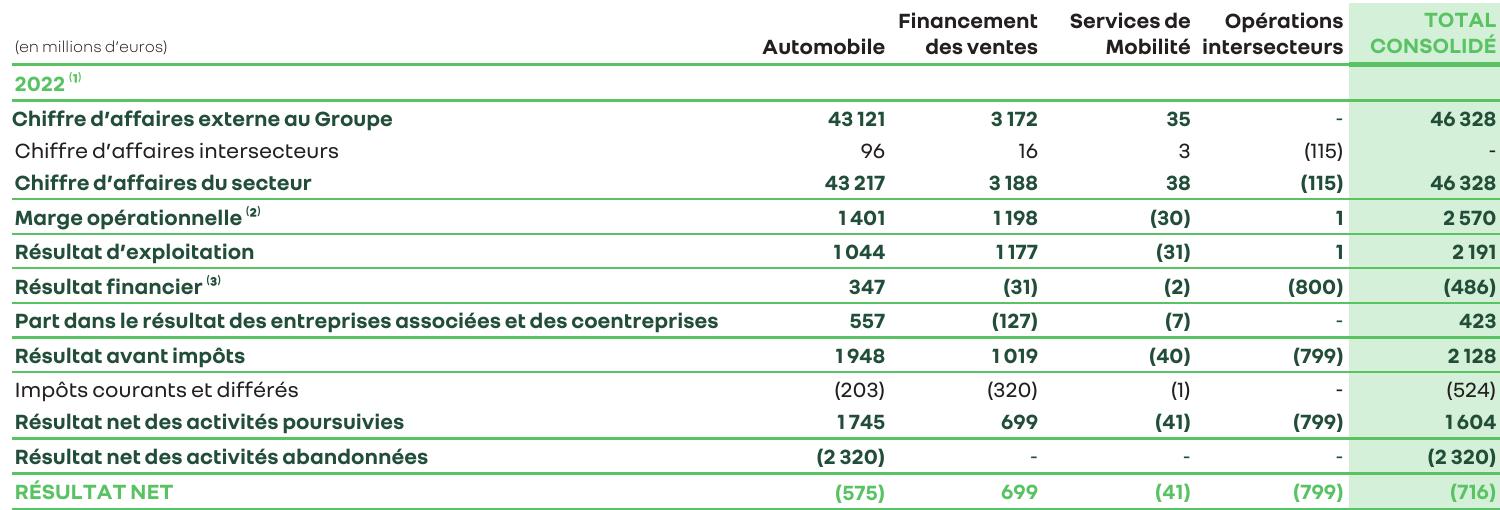 (en millions d'euros) Automobile Financement des ventes Services de Mobilité Opérations intersecteurs TOTAL CONSOLIDÉ
2022 (1)
Chiffre d'affaires externe au Groupe 43 121 3 172 35 - 46 328
Chiffre d'affaires intersecteurs 96 16 3 (115) -
Chiffre d'affaires du secteur 43 217 3 188 38 (115) 46 328
Marge opérationnelle (2) 1 401 1 198 (30) 1 2 570
Résultat d'exploitation 1 044 1 177 (31) 1 2 191
Résultat financier (3) 347 (31) (2) (800) (486)
Part dans le résultat des entreprises associées et des coentreprises 557 (127) (7) - 423
Résultat avant impôts 1 948 1 019 (40) (799) 2 128
Impôts courants et différés (203) (320) (1) - (524)
Résultat net des activités poursuivies 1 745 699 (41) (799) 1 604
Résultat net des activités abandonnées (2 320) - - - (2 320)
RÉSULTAT NET (575) 699 (41) (799) (716)